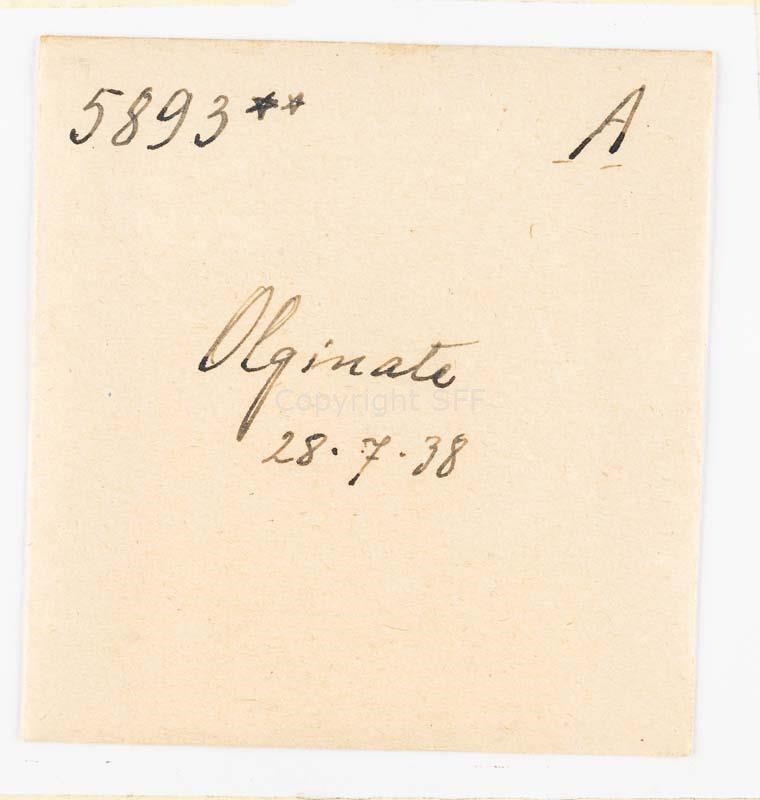 5893** A
Olginate
Copyright SFF
28.7.38